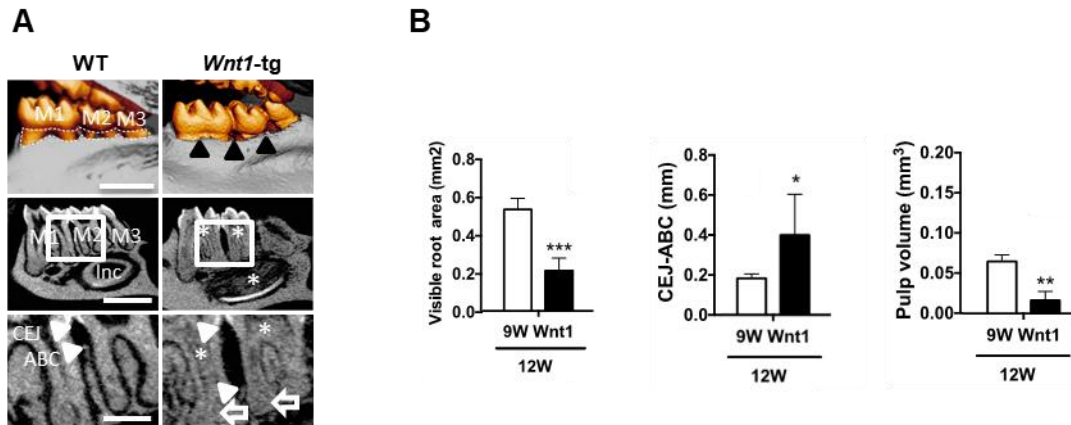 A
B
WT
Wnt1-tg
M1
M2
M3
M1
M2
M3
Inc
*
*
*
CEJ
ABC
*
*
Visible root area (mm2)
0.8
0.6
0.4
0.2
0.0
***
9W Wnt1
12W
CEJ-ABC (mm)
0.8
0.6
0.4
0.2
0.0
*
9W Wnt1
12W
Pulp volume (mm³)
0.20
0.15
0.10
0.05
0.00
**
9W Wnt1
12W